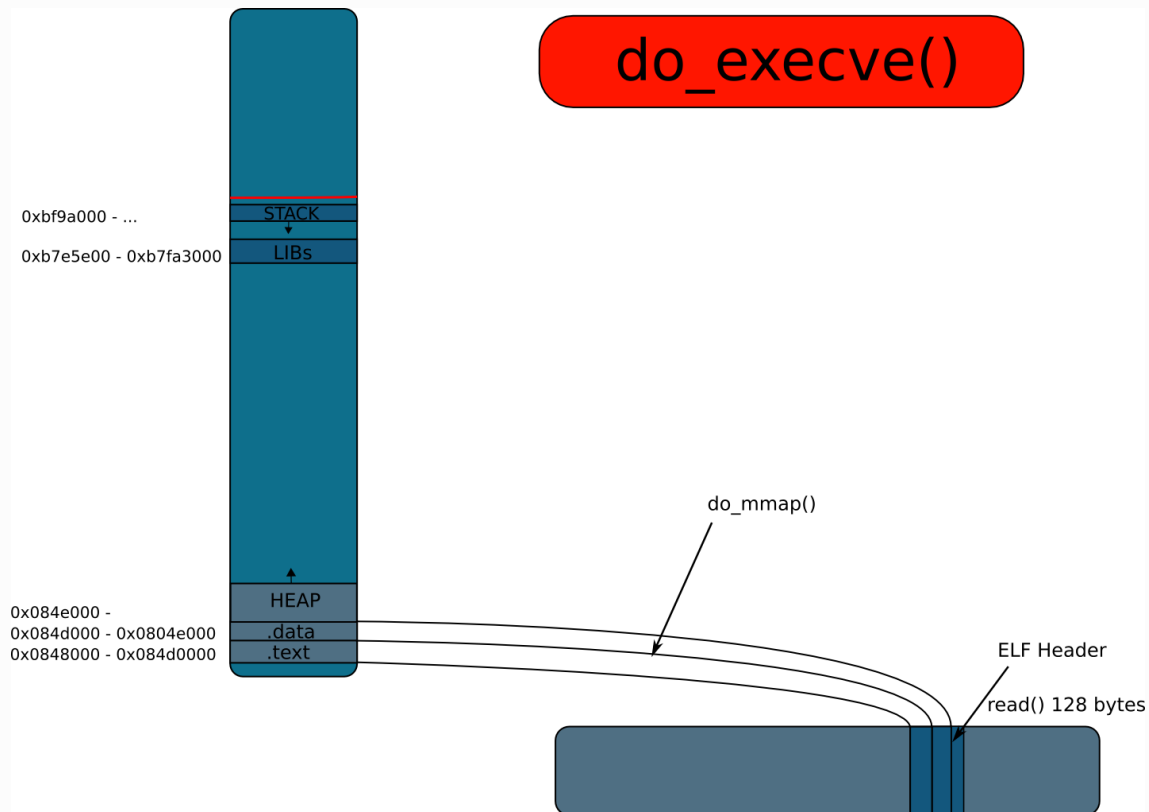 do_execve()
STACK
0xbf9a000 - ...
LIBs
0xb7e5e00 - 0xb7fa3000
do_mmap()
HEAP
0x084e000 -
.data
0x084d000 - 0x0804e000
.text
0x0848000 - 0x084d0000
ELF Header
read() 128 bytes